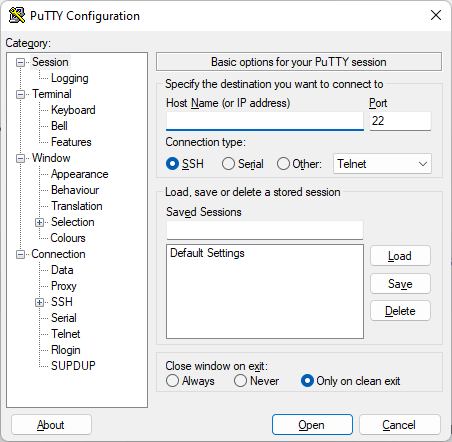 PuTTY Configuration
Category:
Session
Logging
Terminal
Keyboard
Bell
Features
Window
Appearance
Behaviour
Translation
Selection
Colours
Connection
Data
Proxy
SSH
Serial
Telnet
Rlogin
SUPDUP
Basic options for your PuTTY session
Specify the destination you want to connect to
Host Name (or IP address) Port
22
Connection type:
SSH Serial Other: Telnet
Load, save or delete a stored session
Saved Sessions
Default Settings
Load
Save
Delete
Close window on exit:
Always Never Only on clean exit
About Open Cancel